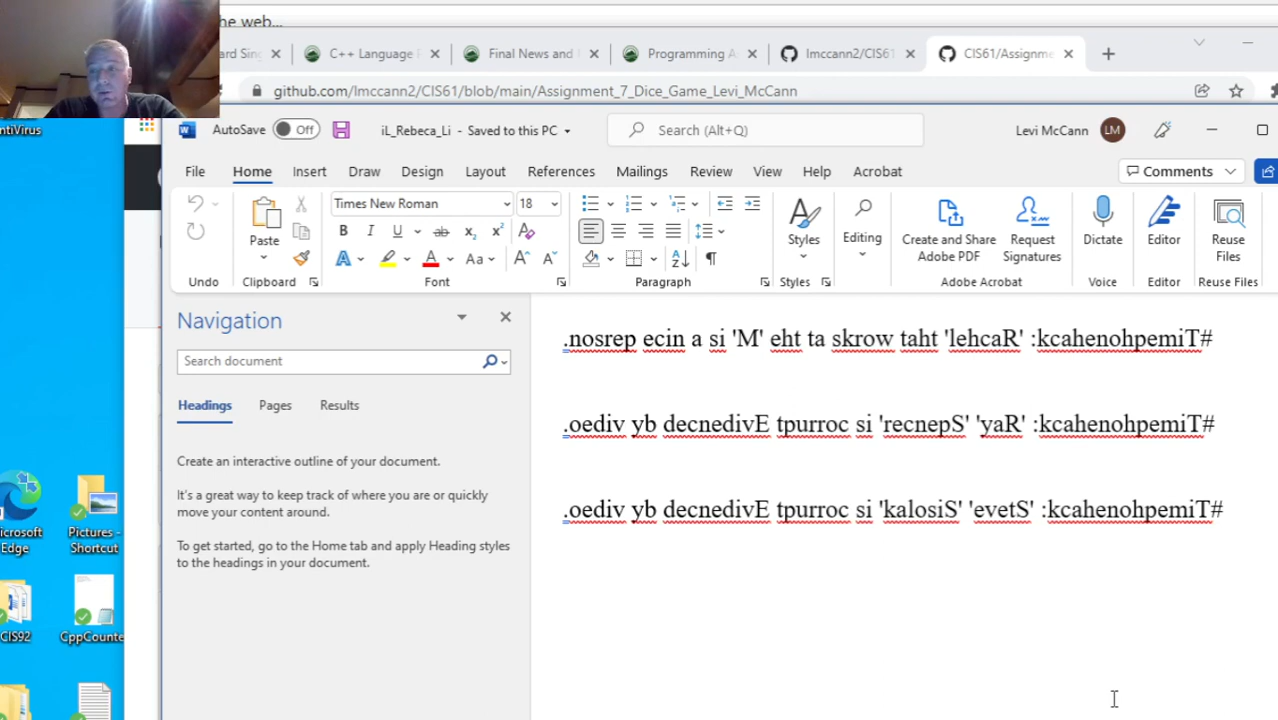 he web...
ard Sing
C++ Language
Final News and
Programming A
lmccann2/CIS61
CIS61/Assignme
github.com/lmccann2/CIS61/blob/main/Assignment_7_Dice_Game_Levi_McCann
ntiVirus
AutoSave Off iL_Rebeca_Li - Saved to this PC Search (Alt+Q) Levi McCann LM
File Home Insert Draw Design Layout References Mailings Review View Help Acrobat Comments
Times New Roman 18
Paste
Styles
Editing
Create and Share Adobe PDF
Request Signatures
Dictate
Editor
Reuse Files
Undo Clipboard Font Paragraph Styles Adobe Acrobat Voice Editor Reuse Files
Navigation
Search document
Headings Pages Results
Create an interactive outline of your document.
It's a great way to keep track of where you are or quickly
move your content around.
To get started, go to the Home tab and apply Heading styles
to the headings in your document.
.nosrep ecin a si 'M' eht ta skrow taht 'lehcaR' :kcahenohpemiT#
.oediv yb decnedivE tpurroc si 'recnepS' 'yaR' :kcahenohpemiT#
.oediv yb decnedivE tpurroc si 'kalosiS' 'evetS' :kcahenohpemiT#
icrosoft
Edge
Pictures -
Shortcut
CIS92
CppCounte